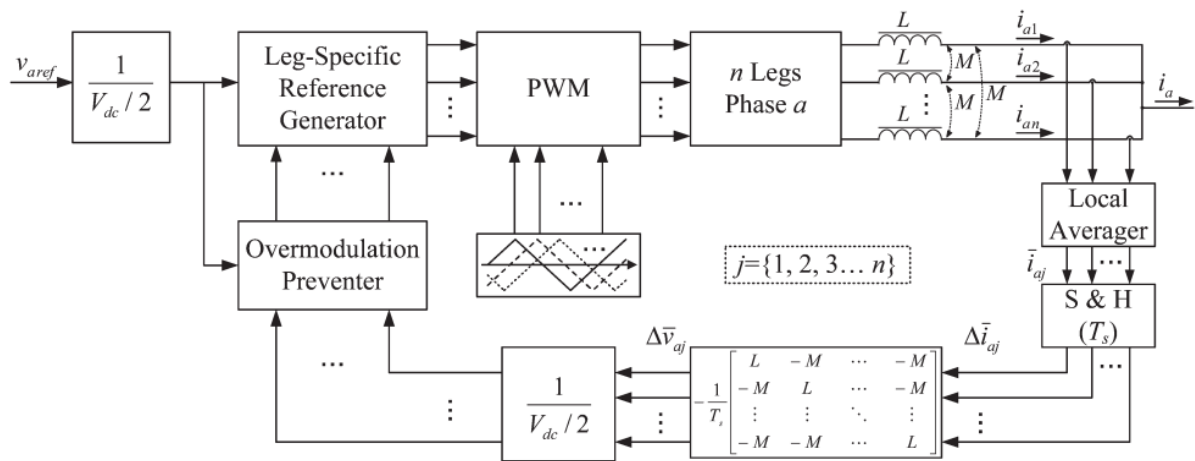 v_aref
1
V_dc / 2
Leg-Specific
Reference
Generator
...
PWM
...
n Legs
Phase a
L
L
L
M
M
M
i_a1
i_a2
i_an
i_a
...
Overmodulation
Preventer
...
...
j={1, 2, 3… n}
Local
Averager
ī_aj
...
S & H
(T_s)
...
Δv̄_aj
Δī_aj
...
1
V_dc / 2
...
-1/T_s
L -M ⋯ -M
-M L ⋯ -M
⋮ ⋮ ⋱ ⋮
-M -M ⋯ L